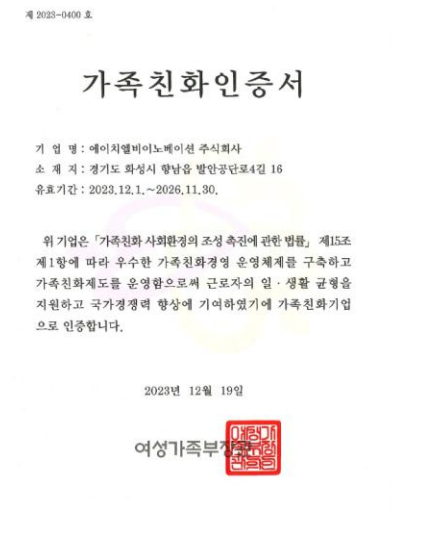 제 2023-0400 호
가족친화인증서
기 업 명 : 에이치엘비이노베이션 주식회사
소 재 지 : 경기도 화성시 향남읍 발안공단로4길 16
유효기간 : 2023.12.1.~2026.11.30.
위 기업은 「가족친화 사회환경의 조성 촉진에 관한 법률」 제15조
제1항에 따라 우수한 가족친화경영 운영체제를 구축하고
가족친화제도를 운영함으로써 근로자의 일 · 생활 균형을
지원하고 국가경쟁력 향상에 기여하였기에 가족친화기업
으로 인증합니다.
2023년 12월 19일
여성가족부장관